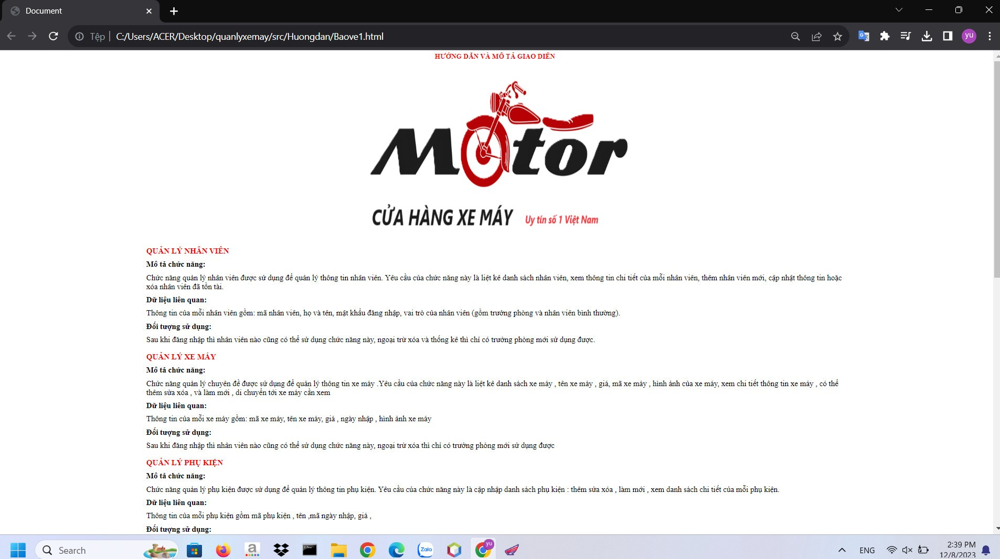 Document
Tệp
C:/Users/ACER/Desktop/quanlyxemay/src/Huongdan/Baove1.html
yu
HƯỚNG DẪN VÀ MÔ TẢ GIAO DIỆN
Motor
CỬA HÀNG XE MÁY Uy tín số 1 Việt Nam
QUẢN LÝ NHÂN VIÊN
Mô tả chức năng:
Chức năng quản lý nhân viên được sử dụng để quản lý thông tin nhân viên. Yêu cầu của chức năng này là liệt kê danh sách nhân viên, xem thông tin chi tiết của mỗi nhân viên, thêm nhân viên mới, cập nhật thông tin hoặc
xóa nhân viên đã tồn tài.
Dữ liệu liên quan:
Thông tin của mỗi nhân viên gồm: mã nhân viên, họ và tên, mật khẩu đăng nhập, vai trò của nhân viên (gồm trưởng phòng và nhân viên bình thường).
Đối tượng sử dụng:
Sau khi đăng nhập thì nhân viên nào cũng có thể sử dụng chức năng này, ngoại trừ xóa và thống kê thì chỉ có trưởng phòng mới sử dụng được.
QUẢN LÝ XE MÁY
Mô tả chức năng:
Chức năng quản lý chuyên đề được sử dụng để quản lý thông tin xe máy .Yêu cầu của chức năng này là liệt kê danh sách xe máy , tên xe máy , giá, mã xe máy , hình ảnh của xe máy, xem chi tiết thông tin xe máy , có thể
thêm sửa xóa , và làm mới , di chuyển tới xe máy cần xem
Dữ liệu liên quan:
Thông tin của mỗi xe máy gồm: mã xe máy, tên xe máy, giá , ngày nhập , hình ảnh xe máy
Đối tượng sử dụng:
Sau khi đăng nhập thì nhân viên nào cũng có thể sử dụng chức năng này, ngoại trừ xóa thì chỉ có trưởng phòng mới sử dụng được
QUẢN LÝ PHỤ KIỆN
Mô tả chức năng:
Chức năng quản lý phụ kiện được sử dụng để quản lý thông tin phụ kiện. Yêu cầu của chức năng này là cập nhập danh sách phụ kiện : thêm sửa xóa , làm mới , xem danh sách chi tiết của mỗi phụ kiện.
Dữ liệu liên quan:
Thông tin của mỗi phụ kiện gồm mã phụ kiện , tên ,mã ngày nhập, giá ,
Đối tượng sử dụng:
Search
a
Zalo
yu
ENG
2:39 PM
12/8/2023